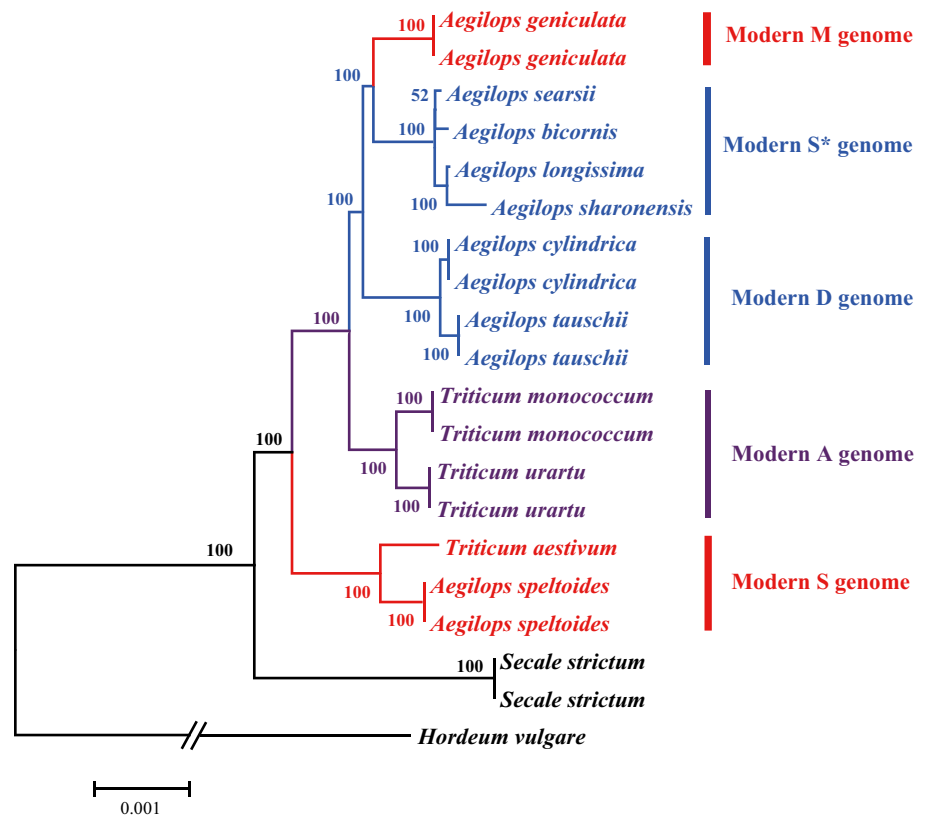 100
Aegilops geniculata
Aegilops geniculata
Modern M genome
100
52
Aegilops searsii
100
Aegilops bicornis
Aegilops longissima
100
Aegilops sharonensis
Modern S* genome
100
100
Aegilops cylindrica
Aegilops cylindrica
100
Aegilops tauschii
100
Aegilops tauschii
Modern D genome
100
100
Triticum monococcum
Triticum monococcum
100
Triticum urartu
100
Triticum urartu
Modern A genome
100
Triticum aestivum
100
Aegilops speltoides
100
Aegilops speltoides
Modern S genome
100
100
Secale strictum
Secale strictum
Hordeum vulgare
0.001